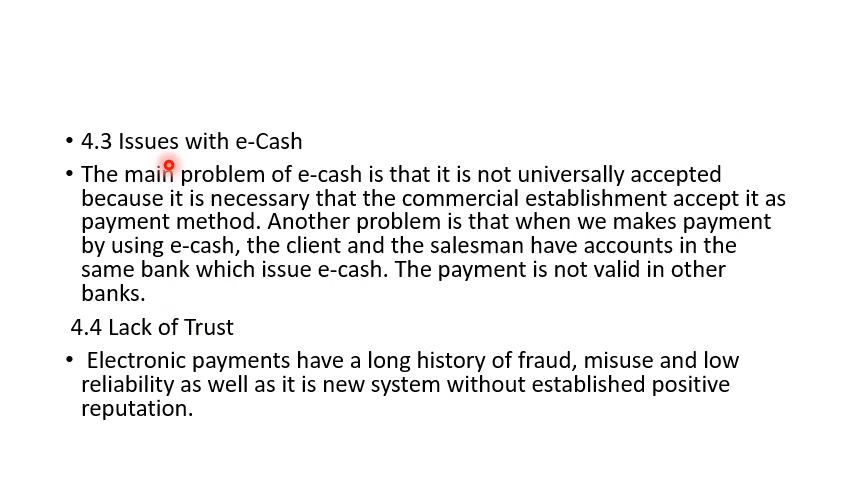 • 4.3 Issues with e-Cash
• The main problem of e-cash is that it is not universally accepted
because it is necessary that the commercial establishment accept it as
payment method. Another problem is that when we makes payment
by using e-cash, the client and the salesman have accounts in the
same bank which issue e-cash. The payment is not valid in other
banks.
4.4 Lack of Trust
• Electronic payments have a long history of fraud, misuse and low
reliability as well as it is new system without established positive
reputation.